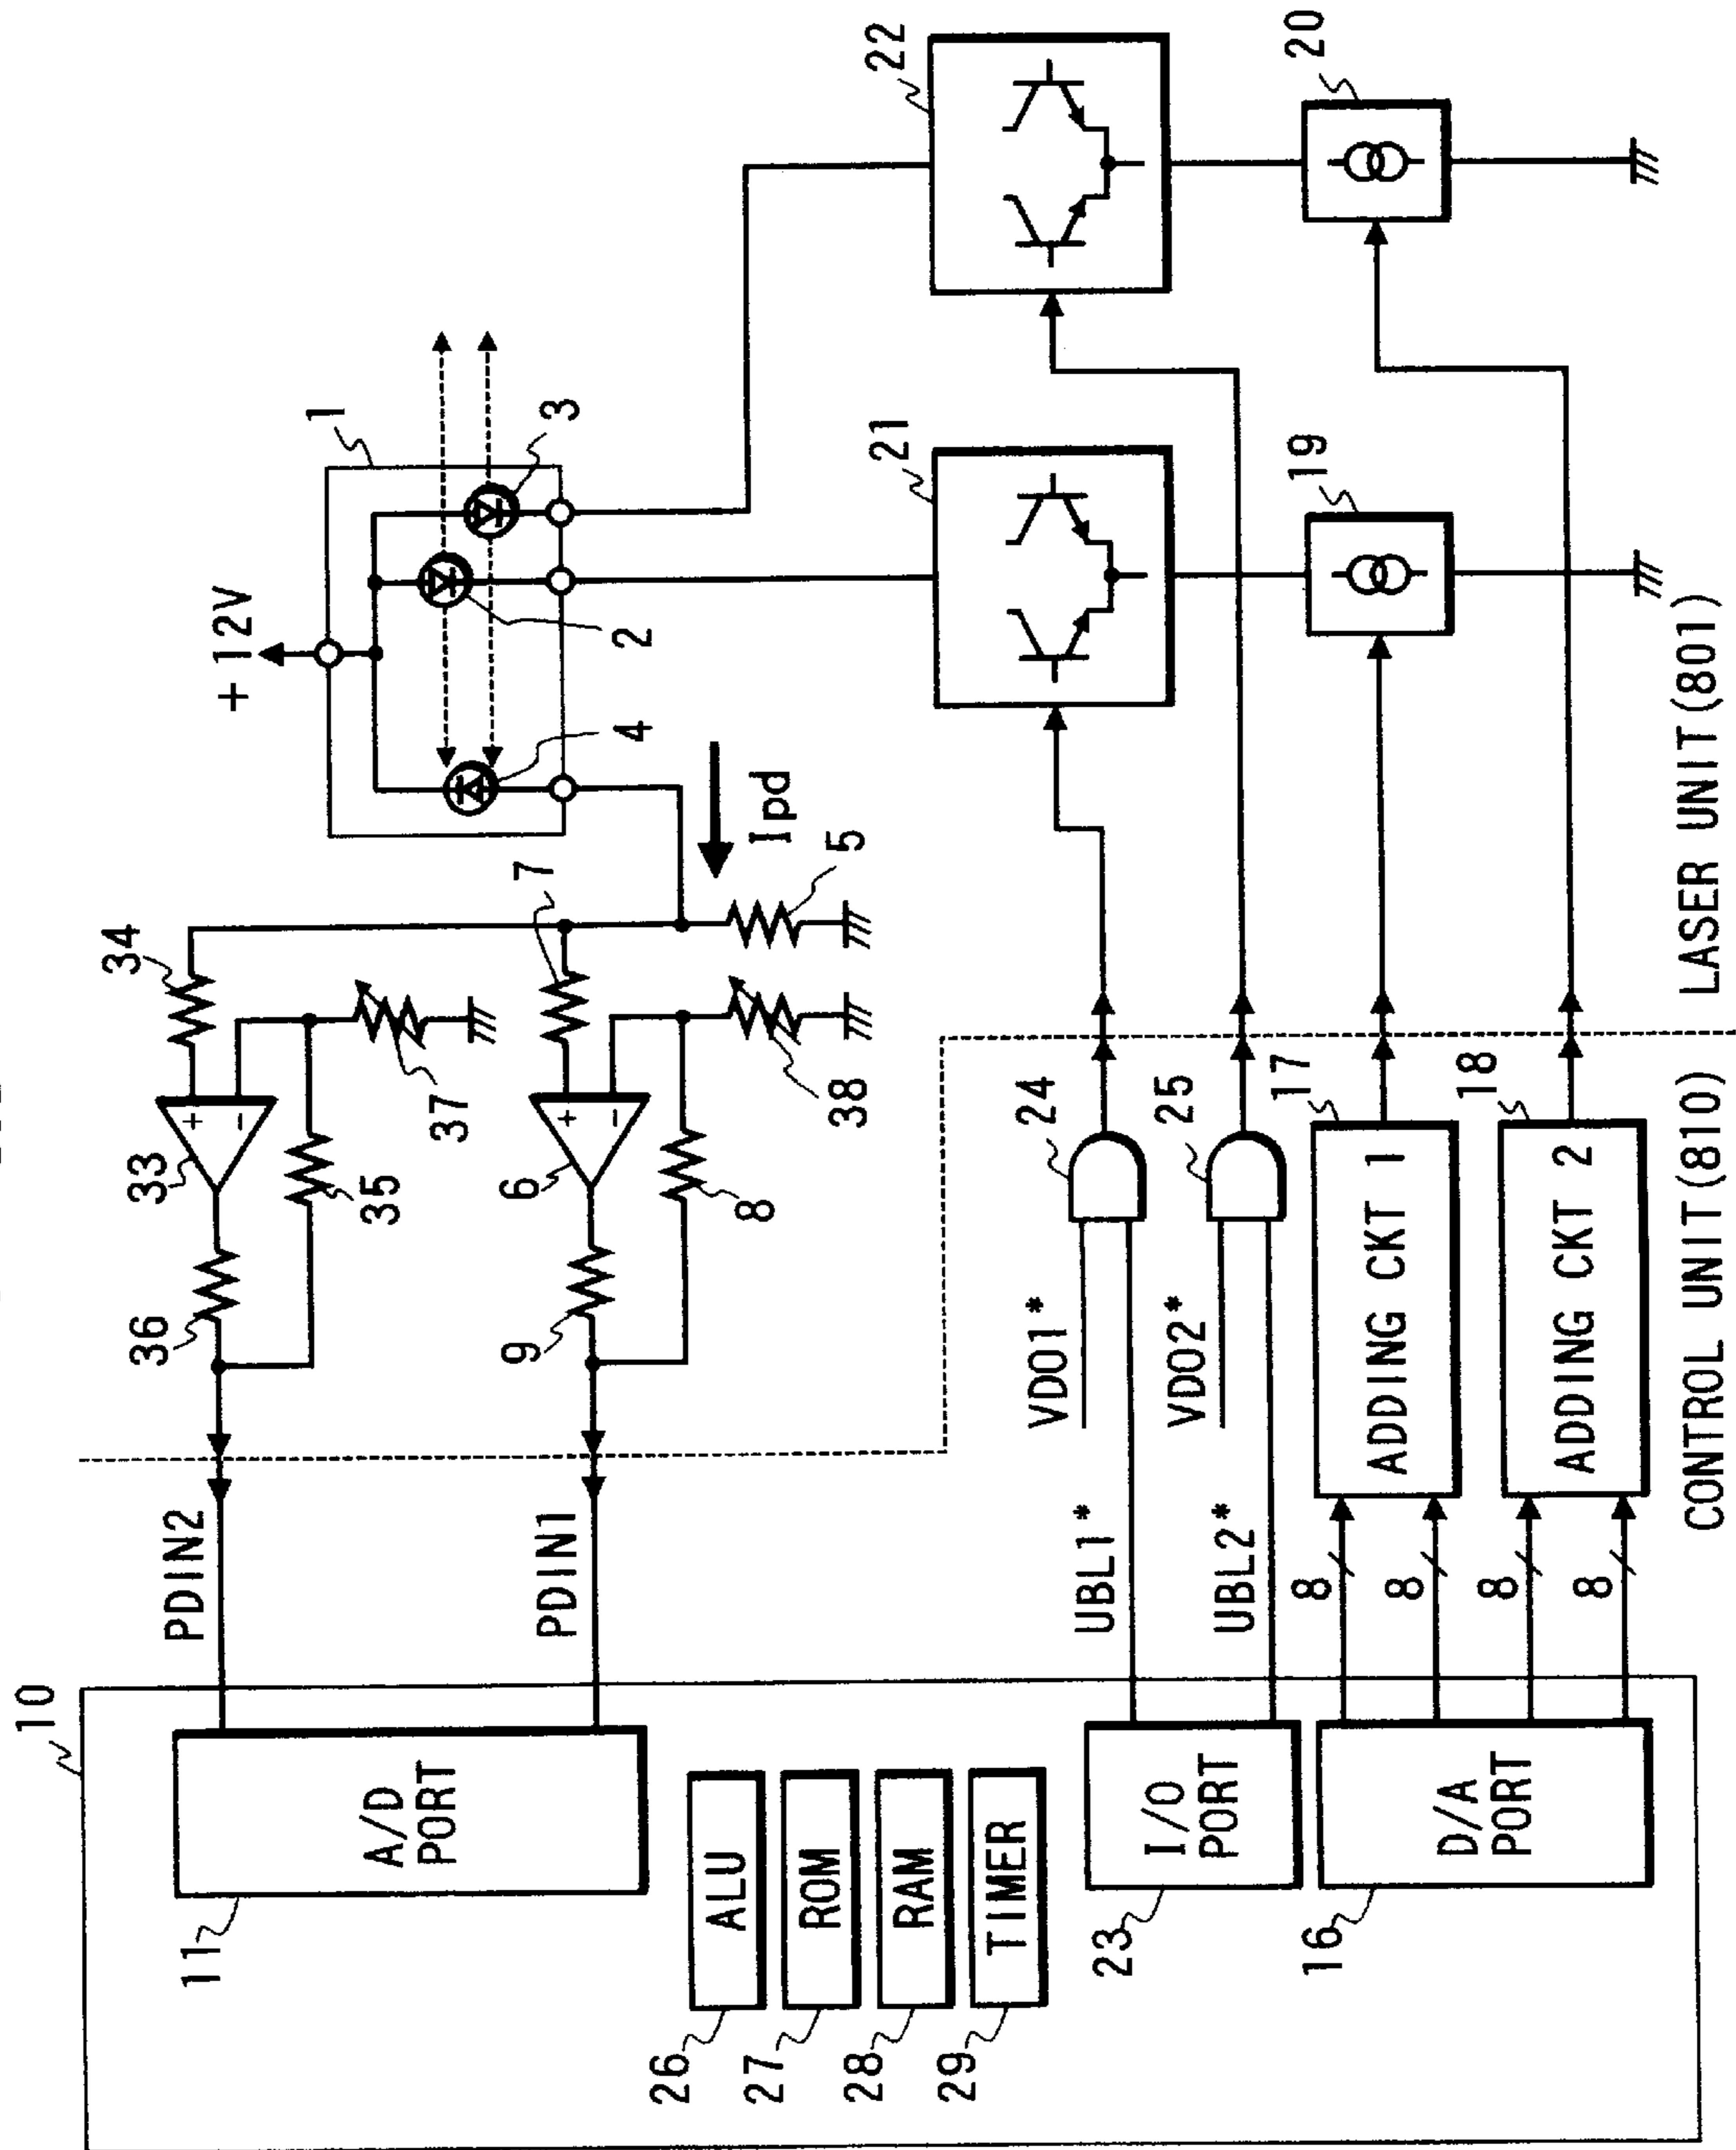 10
11
A/D
PORT
26
ALU
27
ROM
28
RAM
29
TIMER
23
I/O
PORT
16
D/A
PORT
PDIN2
PDIN1
UBL1*
UBL2*
8
8
8
8
36
33
34
35
37
9
6
7
8
38
5
+
-
+
-
Ipd
+12V
1
2
3
4
VDO1*
VDO2*
24
25
17
ADDING CKT 1
18
ADDING CKT 2
21
22
19
20
CONTROL UNIT(810)
LASER UNIT(801)